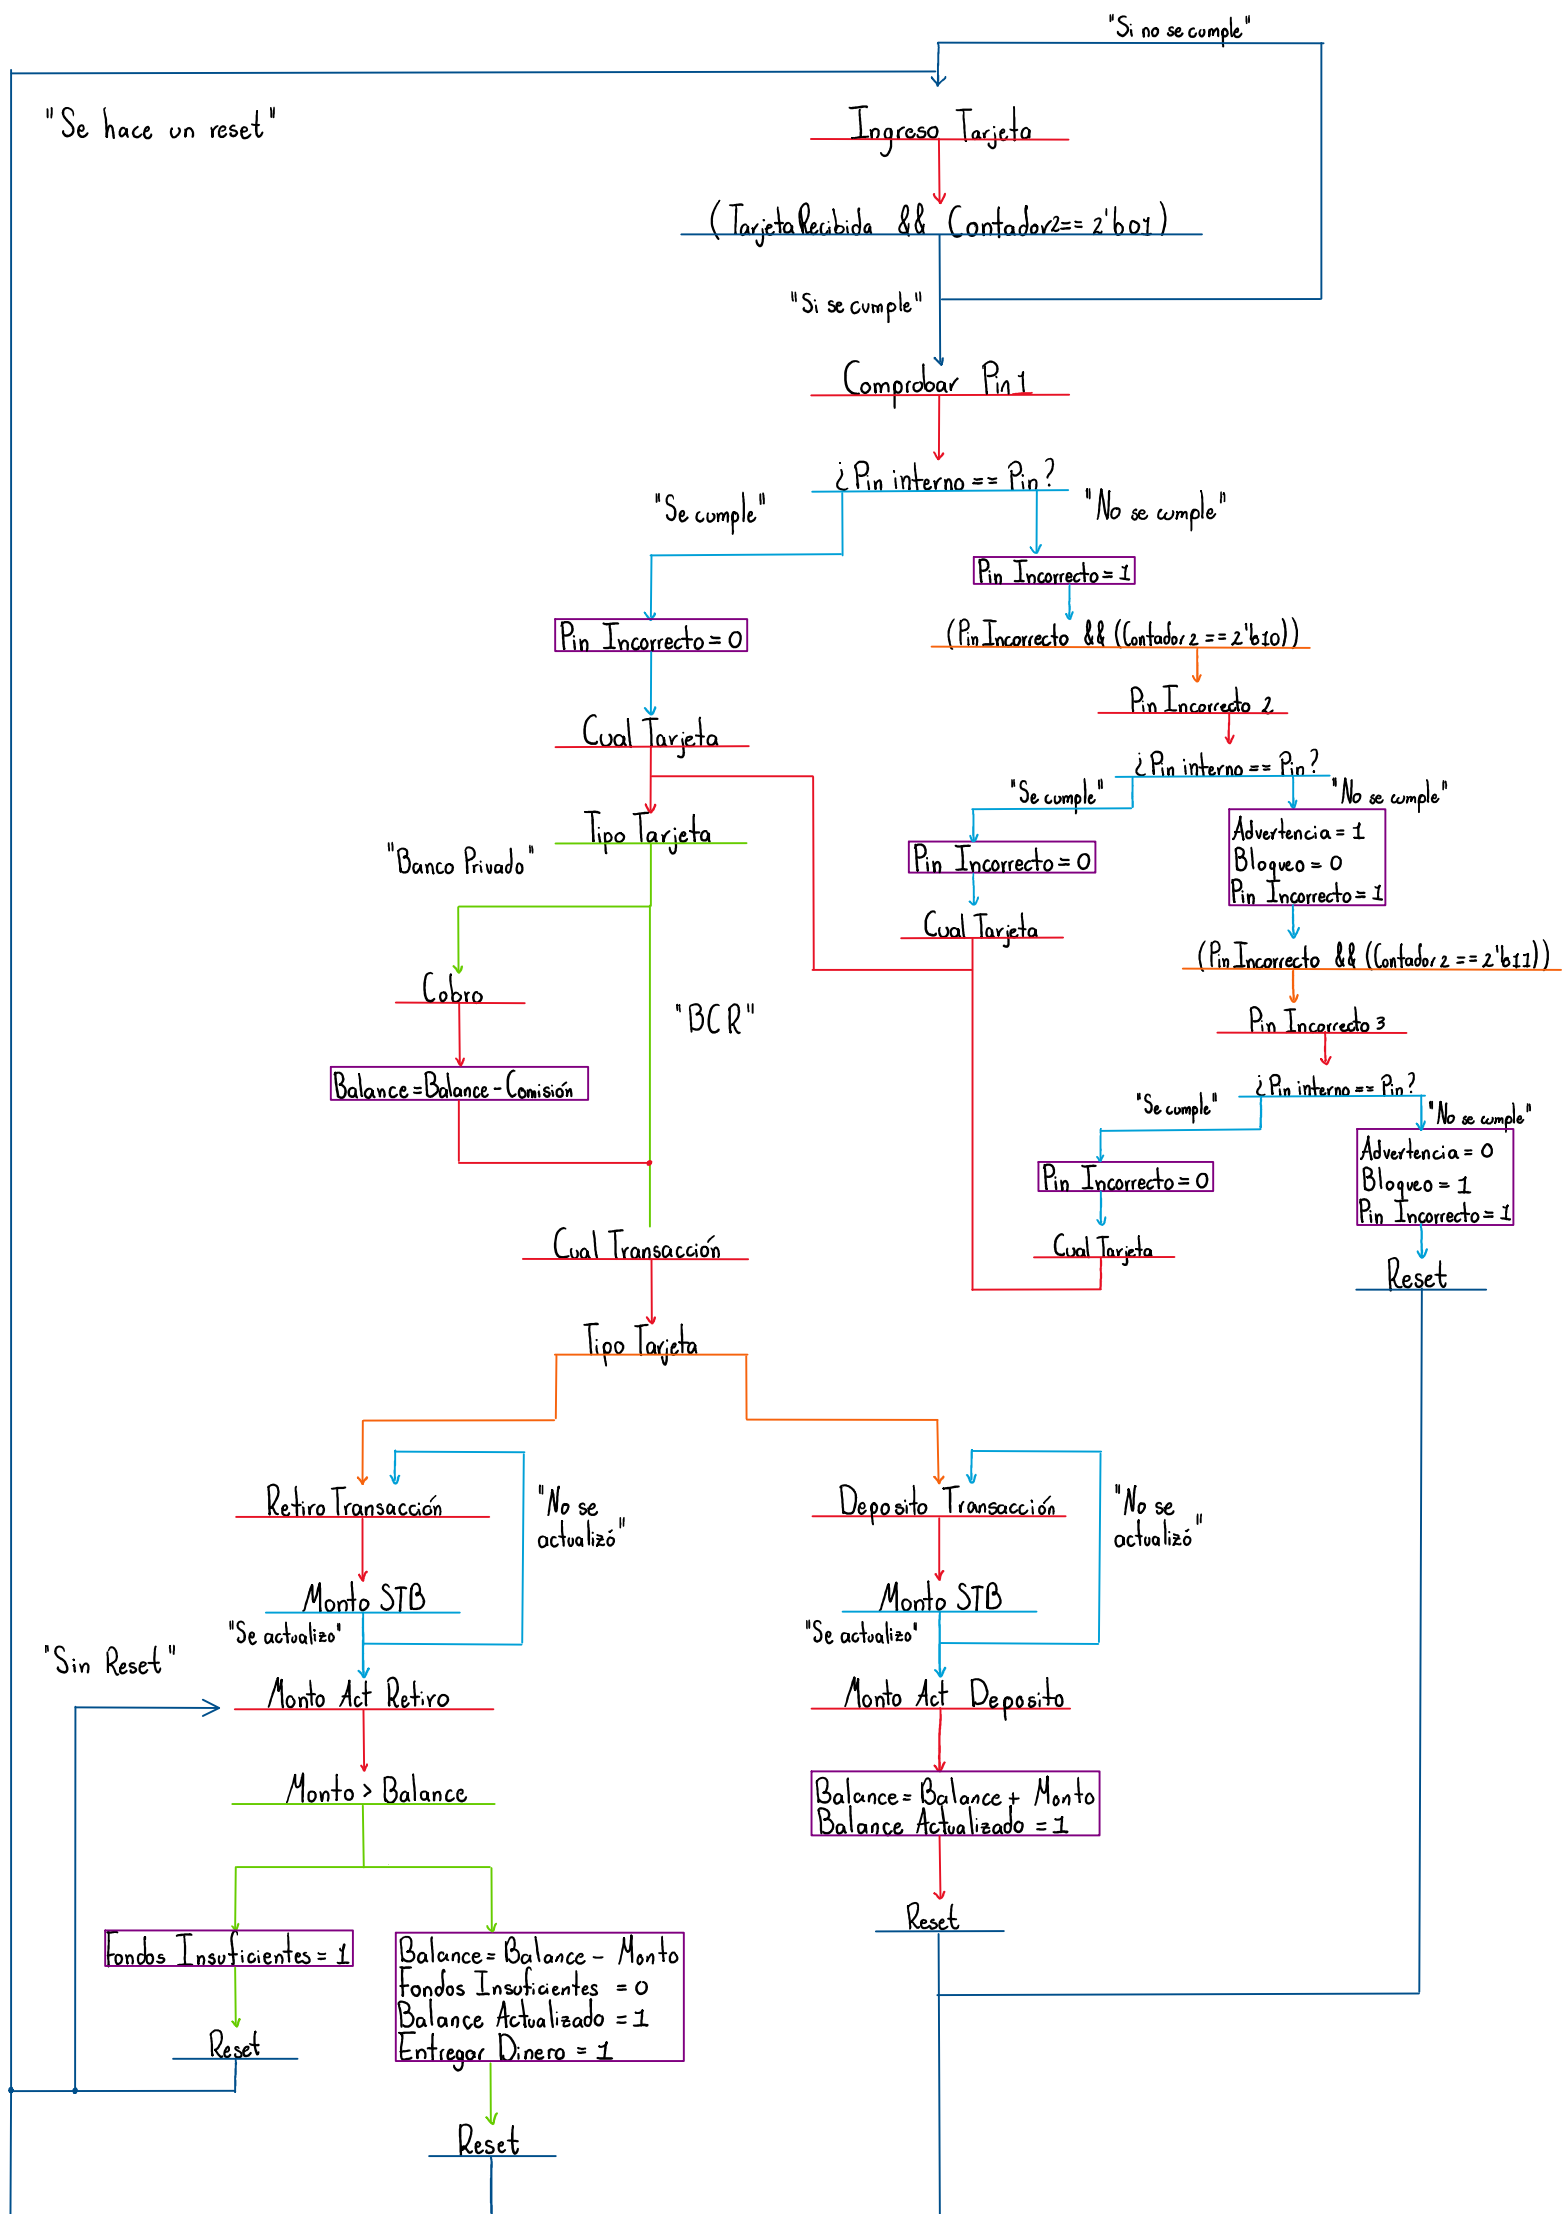 "Si no se cumple"
"Se hace un reset"
Ingreso Tarjeta
(TarjetaRecibida && Contador2== 2'b01)
"Si se cumple"
Comprobar Pin1
¿Pin interno == Pin?
"Se cumple"
"No se cumple"
Pin Incorrecto = 1
Pin Incorrecto = 0
(Pin Incorrecto && (Contador 2 == 2'b10))
Pin Incorrecto 2
Cual Tarjeta
¿Pin interno == Pin?
"Se cumple"
"No se cumple"
Tipo Tarjeta
Advertencia = 1
Bloqueo = 0
Pin Incorrecto = 1
"Banco Privado"
Pin Incorrecto = 0
Cual Tarjeta
(Pin Incorrecto && (Contador 2 == 2'b11))
Cobro
"BCR"
Pin Incorrecto 3
Balance = Balance - Comisión
¿Pin interno == Pin?
"Se cumple"
"No se cumple"
Advertencia = 0
Bloqueo = 1
Pin Incorrecto = 1
Pin Incorrecto = 0
Cual Transacción
Cual Tarjeta
Reset
Tipo Tarjeta
Retiro Transacción
"No se
actualizó"
Deposito Transacción
"No se
actualizó"
Monto STB
"Se actualizo"
Monto STB
"Se actualizo"
"Sin Reset"
Monto Act Retiro
Monto Act Deposito
Monto > Balance
Balance = Balance + Monto
Balance Actualizado = 1
Reset
Fondos Insuficientes = 1
Balance = Balance - Monto
Fondos Insuficientes = 0
Balance Actualizado = 1
Entregar Dinero = 1
Reset
Reset